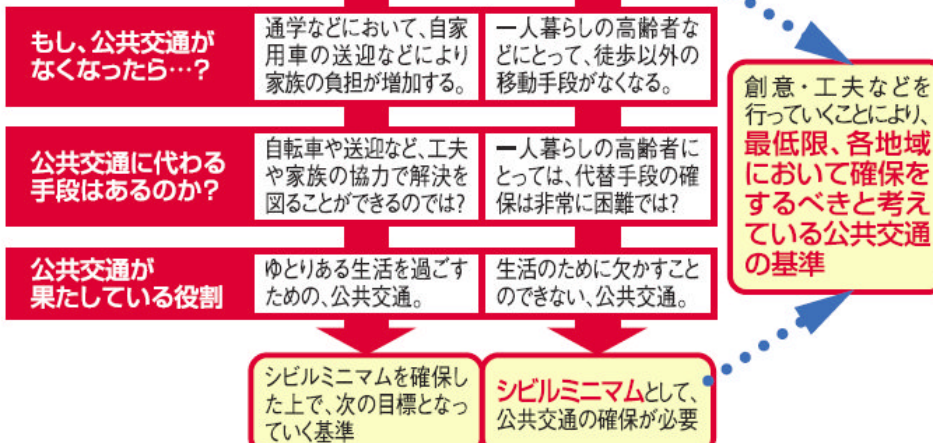 もし、公共交通が
なくなったら…?
通学などにおいて、自家
用車の送迎などにより
家族の負担が増加する。
一人暮らしの高齢者な
どにとって、徒歩以外の
移動手段がなくなる。
公共交通に代わる
手段はあるのか?
自転車や送迎など、工夫
や家族の協力で解決を
図ることができるのでは?
一人暮らしの高齢者に
とっては、代替手段の確
保は非常に困難では?
公共交通が
果たしている役割
ゆとりある生活を過ごす
ための、公共交通。
生活のために欠かすこと
のできない、公共交通。
シビルミニマムを確保し
た上で、次の目標となっ
ていく基準
シビルミニマムとして、
公共交通の確保が必要
創意・工夫などを
行っていくことにより、
最低限、各地域
において確保を
するべきと考え
ている公共交通
の基準